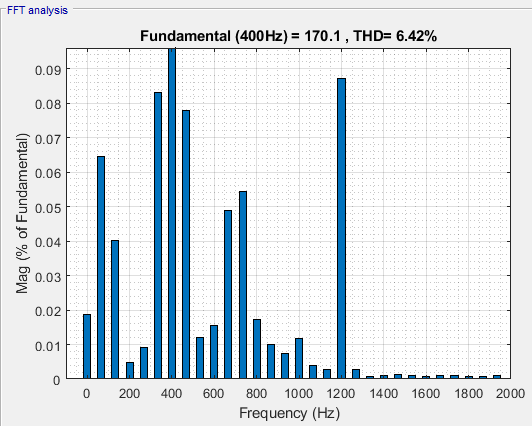 FFT analysis
Fundamental (400Hz) = 170.1 , THD= 6.42%
Mag (% of Fundamental)
0.09
0.08
0.07
0.06
0.05
0.04
0.03
0.02
0.01
0
0 200 400 600 800 1000 1200 1400 1600 1800 2000
Frequency (Hz)